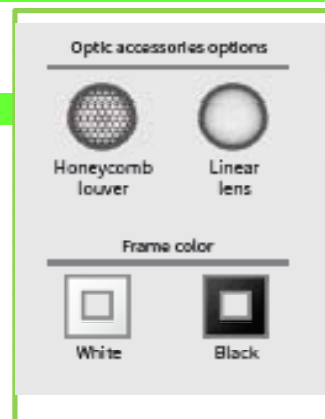 Optic accessories options
Honeycomb louver
Linear lens
Frame color
White
Black